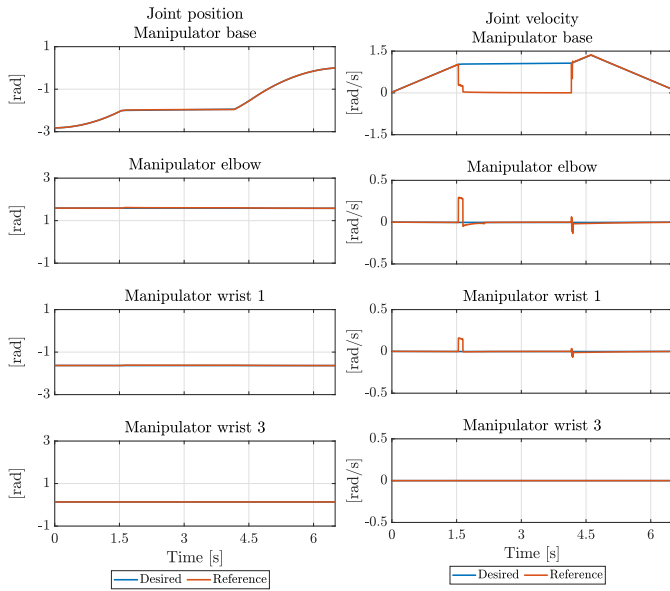 Joint position
Manipulator base
[rad]
1
-1
-3
Manipulator elbow
[rad]
3
1
-1
Manipulator wrist 1
[rad]
1
-1
-3
Manipulator wrist 3
[rad]
3
1
-1
0 1.5 3 4.5 6
Time [s]
Desired Reference
Joint velocity
Manipulator base
[rad/s]
1.5
0
-1.5
Manipulator elbow
[rad/s]
0.5
0
-0.5
Manipulator wrist 1
[rad/s]
0.5
0
-0.5
Manipulator wrist 3
[rad/s]
0.5
0
-0.5
0 1.5 3 4.5 6
Time [s]
Desired Reference